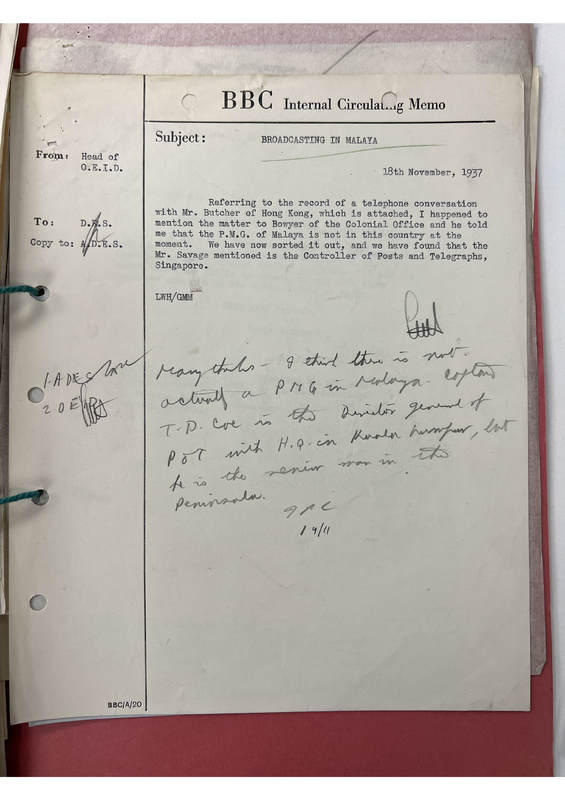 BBC Internal Circulating Memo
Subject: BROADCASTING IN MALAYA
From: Head of
O.E.I.D.
18th November, 1937
To: D.E.S.
Copy to: A.D.E.S.
Referring to the record of a telephone conversation
with Mr. Butcher of Hong Kong, which is attached, I happened to
mention the matter to Bowyer of the Colonial Office and he told
me that the P.M.G. of Malaya is not in this country at the
moment. We have now sorted it out, and we have found that the
Mr. Savage mentioned is the Controller of Posts and Telegraphs,
Singapore.
LWH/GMM
Many thanks - I think there is not
actually a PMG in Malaya. Captain
T.D. Coe is the Director General of
P&T with H.Q. in Kuala Lumpur, but
he is the senior man in the
Peninsula.
1. ADES
2 OE
19/11
BBC/A/20